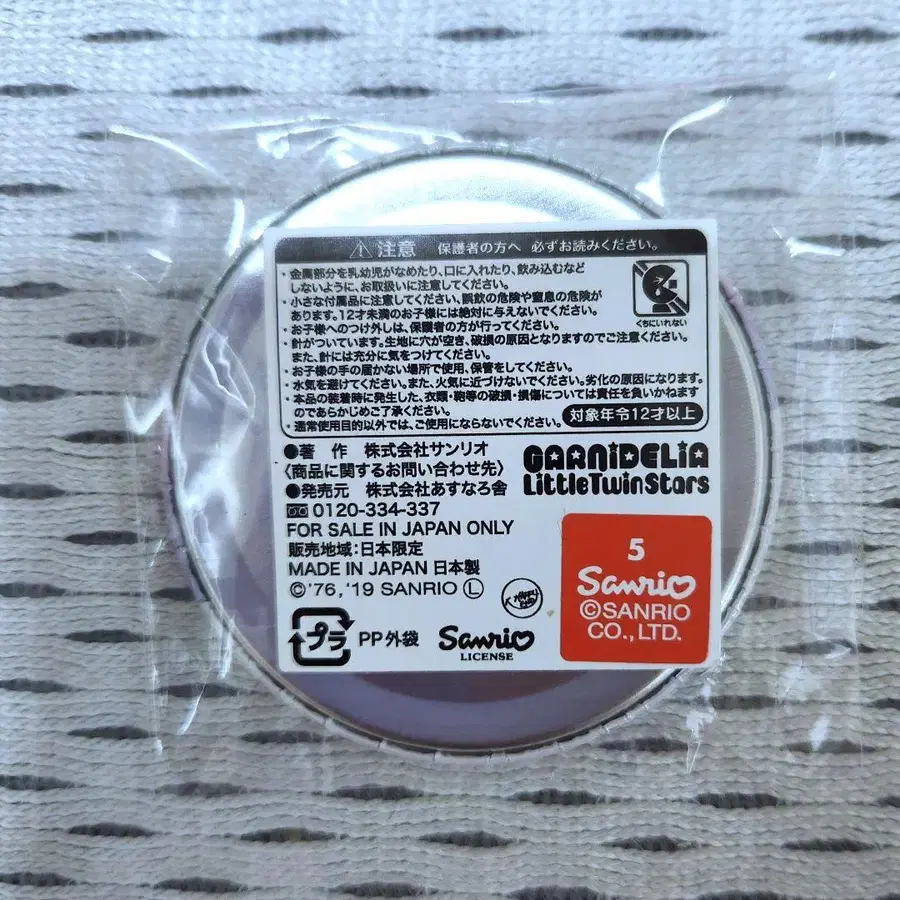 ⚠注意 保護者の方へ 必ずお読みください。
・金属部分を乳幼児がなめたり、口に入れたり、飲み込むなど
しないように、お取扱いに注意してください。
・小さな付属品に注意してください、誤飲の危険や窒息の危険が
あります。12才未満のお子様には絶対に与えないでください。
・お子様へのつけ外しは、保護者の方が行ってください。
・針がついています。生地に穴が空き、破損の原因となりますのでご注意ください。
また、針には充分に気をつけてください。
・お子様の手の届かない場所で使用、保管をしてください。
・水気を避けてください。また、火気に近づけないでください。劣化の原因になります。
・本品の装着時に発生した、衣類・鞄等の破損・損傷については責任を負いかねます
のであらかじめご了承ください。
・通常使用目的以外では、ご使用にならないでください。
くちにいれない
対象年令12才以上
●著 作 株式会社サンリオ
〈商品に関するお問い合わせ先〉
●発売元 株式会社あすなろ舎
0120-334-337
FOR SALE IN JAPAN ONLY
販売地域：日本限定
MADE IN JAPAN 日本製
©'76,'19 SANRIO Ⓛ
プラ PP外袋
Sanrio
LICENSE
GARNiDELiA
LittleTwinStars
5
Sanrio
©SANRIO
CO.,LTD.